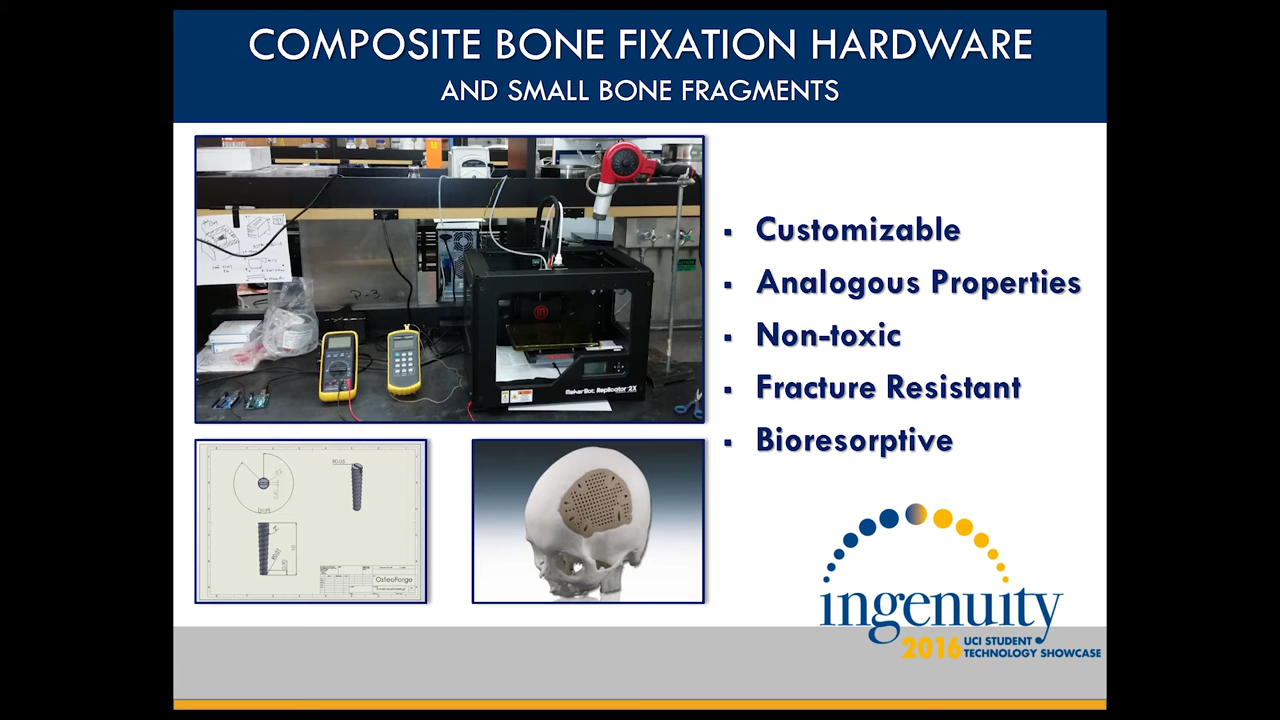 COMPOSITE BONE FIXATION HARDWARE
AND SMALL BONE FRAGMENTS
P-3
MakerBot Replicator 2X
OsteoForge
Customizable
Analogous Properties
Non-toxic
Fracture Resistant
Bioresorptive
ingenuity
2016 UCI STUDENT
TECHNOLOGY SHOWCASE